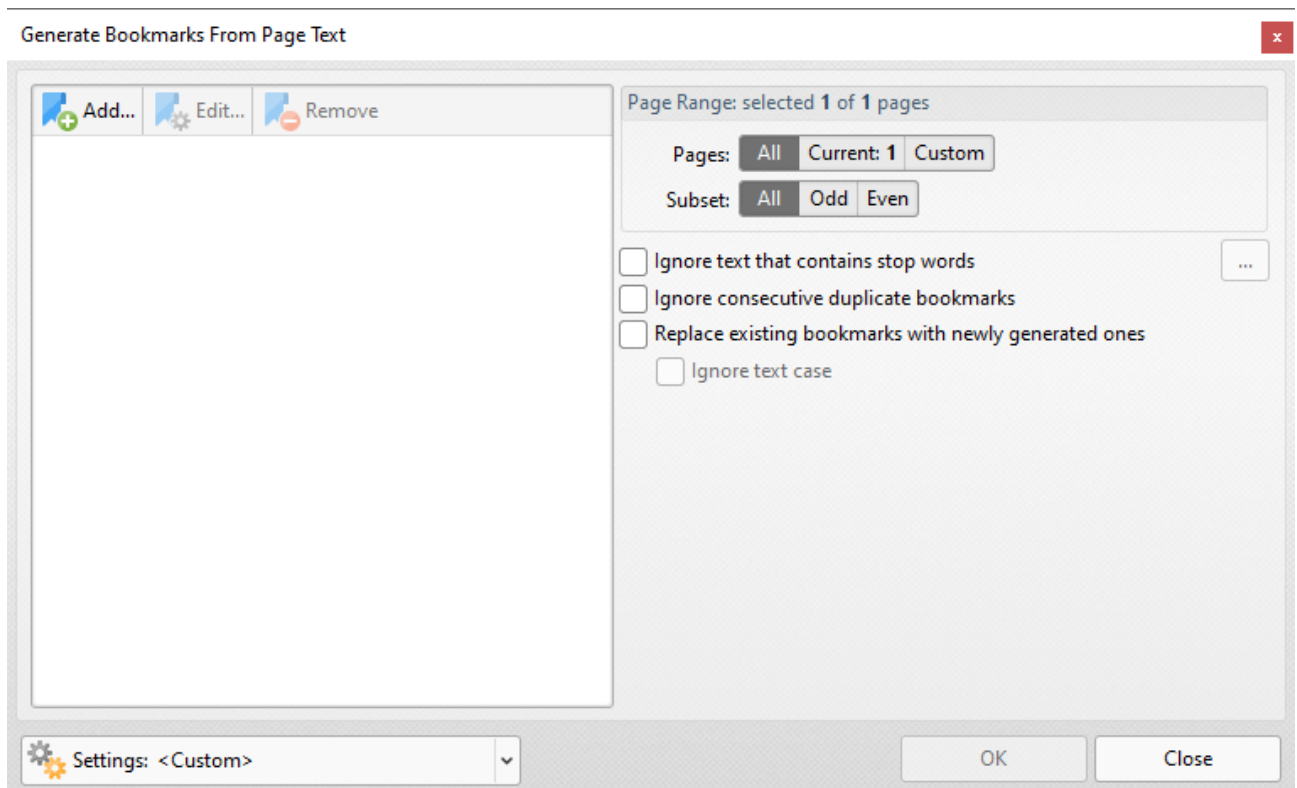 Generate Bookmarks From Page Text
x
Add... Edit... Remove
Page Range: selected 1 of 1 pages
Pages: All Current: 1 Custom
Subset: All Odd Even
Ignore text that contains stop words ...
Ignore consecutive duplicate bookmarks
Replace existing bookmarks with newly generated ones
Ignore text case
Settings: <Custom>
OK Close